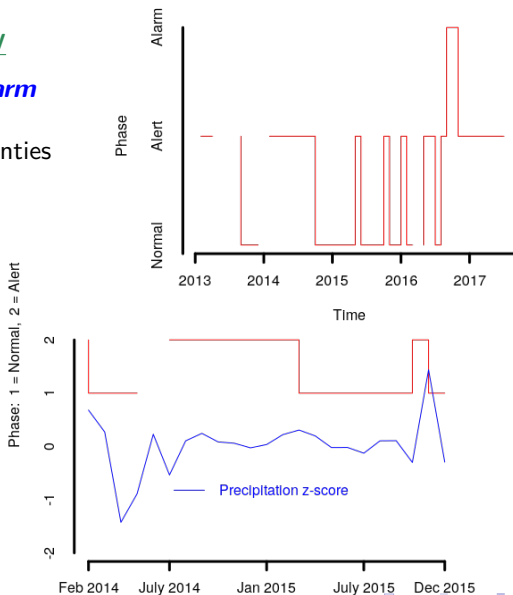 arm
nties
Alarm
Alert
Normal
Phase
2013 2014 2015 2016 2017
Time
Phase: 1 = Normal, 2 = Alert
2
1
0
-1
-2
Precipitation z-score
Feb 2014 July 2014 Jan 2015 July 2015 Dec 2015